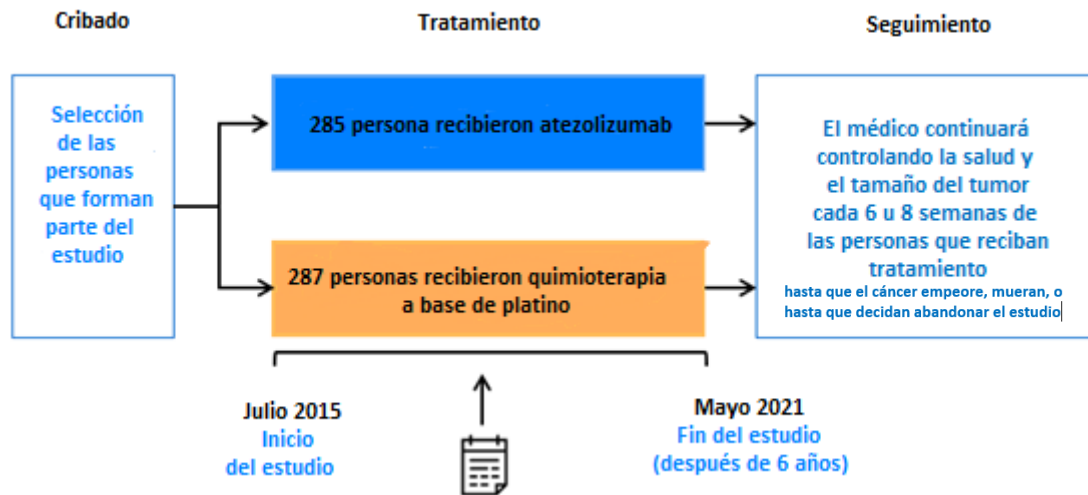 Cribado
Tratamiento
Seguimiento
Selección
de las
personas
que forman
parte del
estudio
285 persona recibieron atezolizumab
287 personas recibieron quimioterapia
a base de platino
El médico continuará
controlando la salud y
el tamaño del tumor
cada 6 u 8 semanas de
las personas que reciban
tratamiento
hasta que el cáncer empeore, mueran, o
hasta que decidan abandonar el estudio
Julio 2015
Inicio
del estudio
Mayo 2021
Fin del estudio
(después de 6 años)